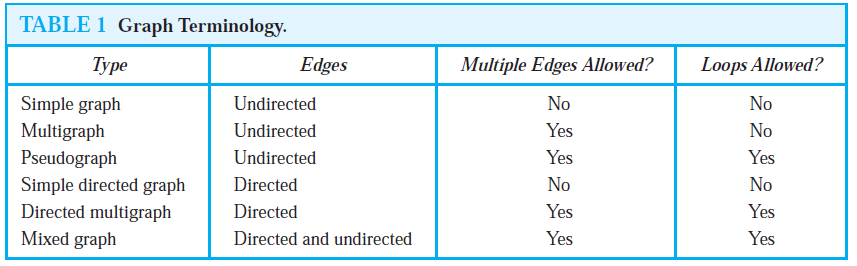 TABLE 1 Graph Terminology.
Type Edges Multiple Edges Allowed? Loops Allowed?
Simple graph Undirected No No
Multigraph Undirected Yes No
Pseudograph Undirected Yes Yes
Simple directed graph Directed No No
Directed multigraph Directed Yes Yes
Mixed graph Directed and undirected Yes Yes